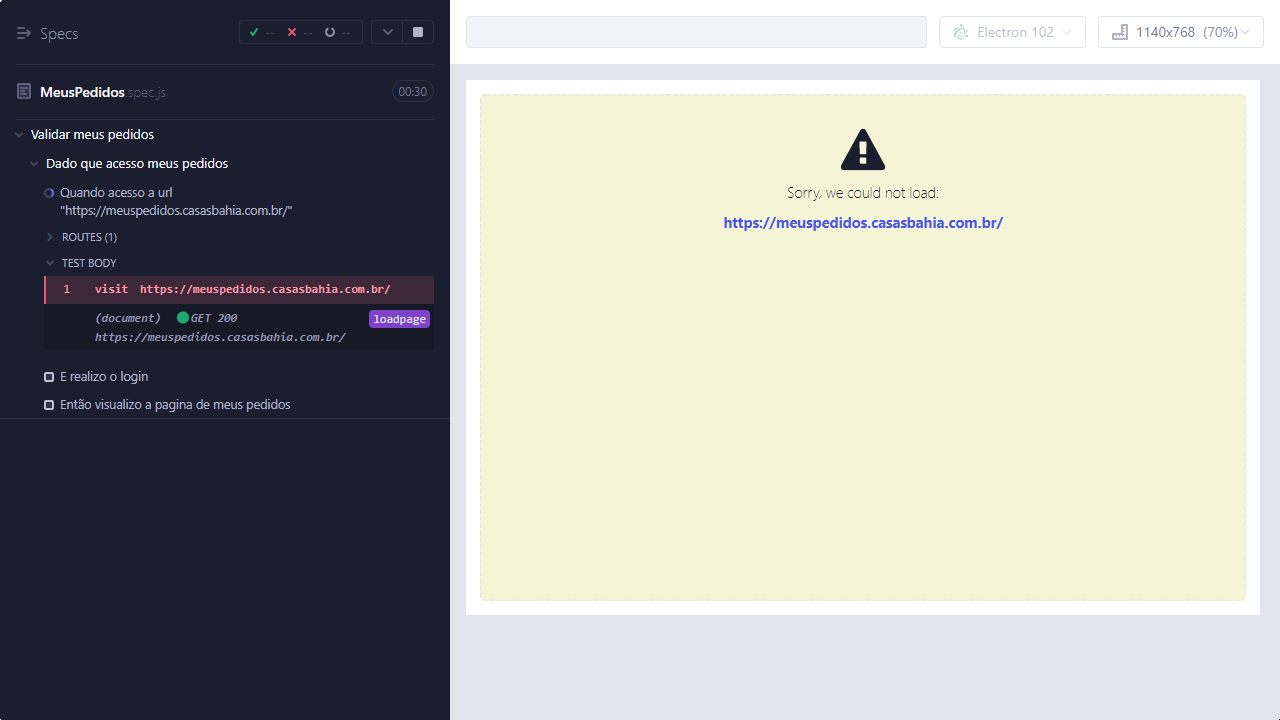 Specs
-- -- --
MeusPedidos.spec.js 00:30
Validar meus pedidos
Dado que acesso meus pedidos
Quando acesso a url
"https://meuspedidos.casasbahia.com.br/"
ROUTES (1)
TEST BODY
1 visit https://meuspedidos.casasbahia.com.br/
(document) GET 200 loadpage
https://meuspedidos.casasbahia.com.br/
E realizo o login
Então visualizo a pagina de meus pedidos
Electron 102
1140x768 (70%)
Sorry, we could not load:
https://meuspedidos.casasbahia.com.br/